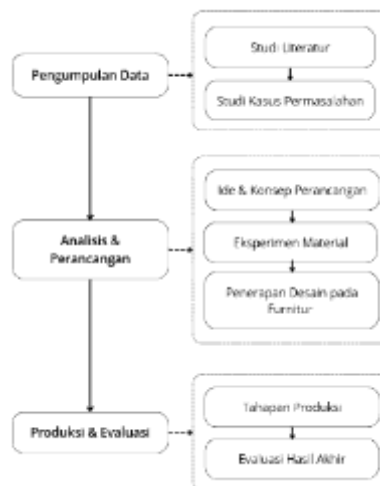 Pengumpulan Data
Studi Literatur
Studi Kasus Permasalahan
Analisis &
Perancangan
Ide & Konsep Perancangan
Eksperimen Material
Penerapan Desain pada
Furnitur
Produksi & Evaluasi
Tahapan Produksi
Evaluasi Hasil Akhir